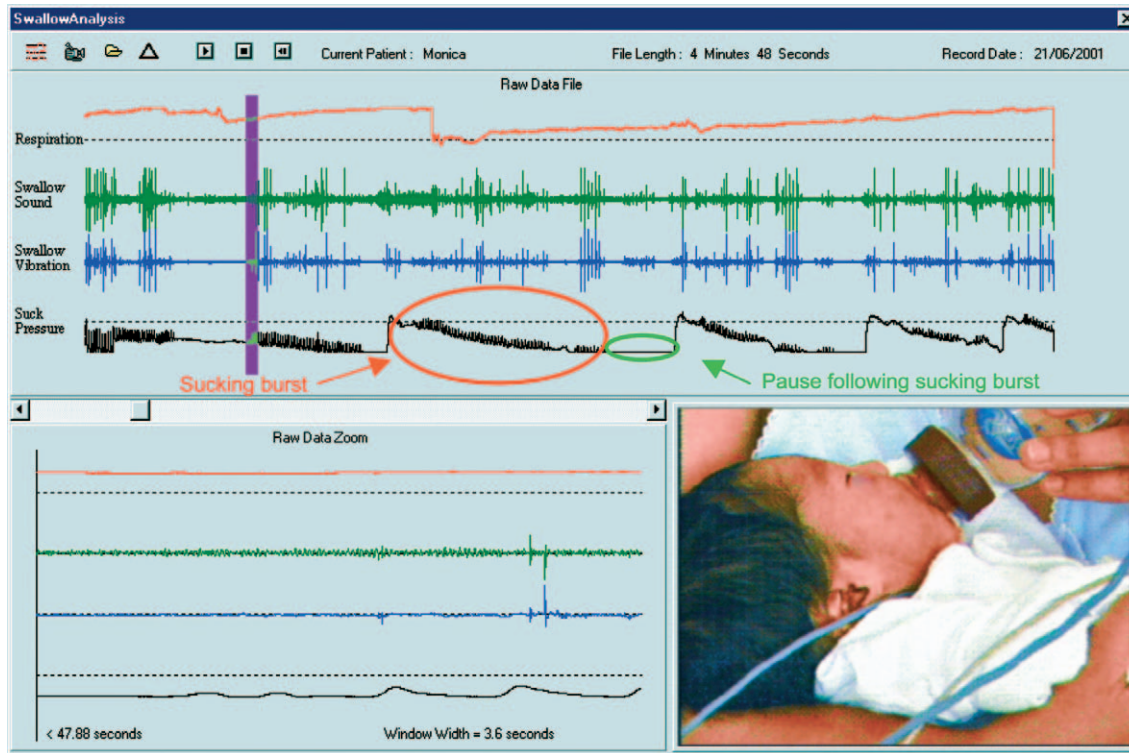 SwallowAnalysis
Current Patient : Monica File Length : 4 Minutes 48 Seconds Record Date : 21/06/2001
Raw Data File
Respiration
Swallow
Sound
Swallow
Vibration
Suck
Pressure
Sucking burst
Pause following sucking burst
Raw Data Zoom
< 47.88 seconds Window Width = 3.6 seconds